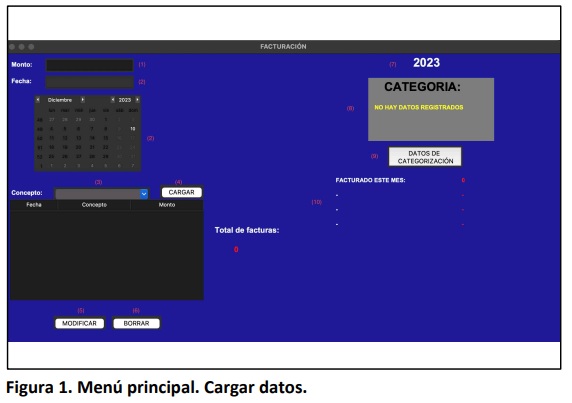 FACTURACIÓN
Monto:
(1)
Fecha:
(2)
Diciembre
2023
(2)
(3)
(4)
Concepto:
CARGAR
Fecha Concepto Monto
(5)
(6)
MODIFICAR
BORRAR
Total de facturas:
0
(7)
2023
CATEGORIA:
(8)
NO HAY DATOS REGISTRADOS
(9)
DATOS DE
CATEGORIZACIÓN
FACTURADO ESTE MES: 0
(10)
- -
- -
- -
Figura 1. Menú principal. Cargar datos.